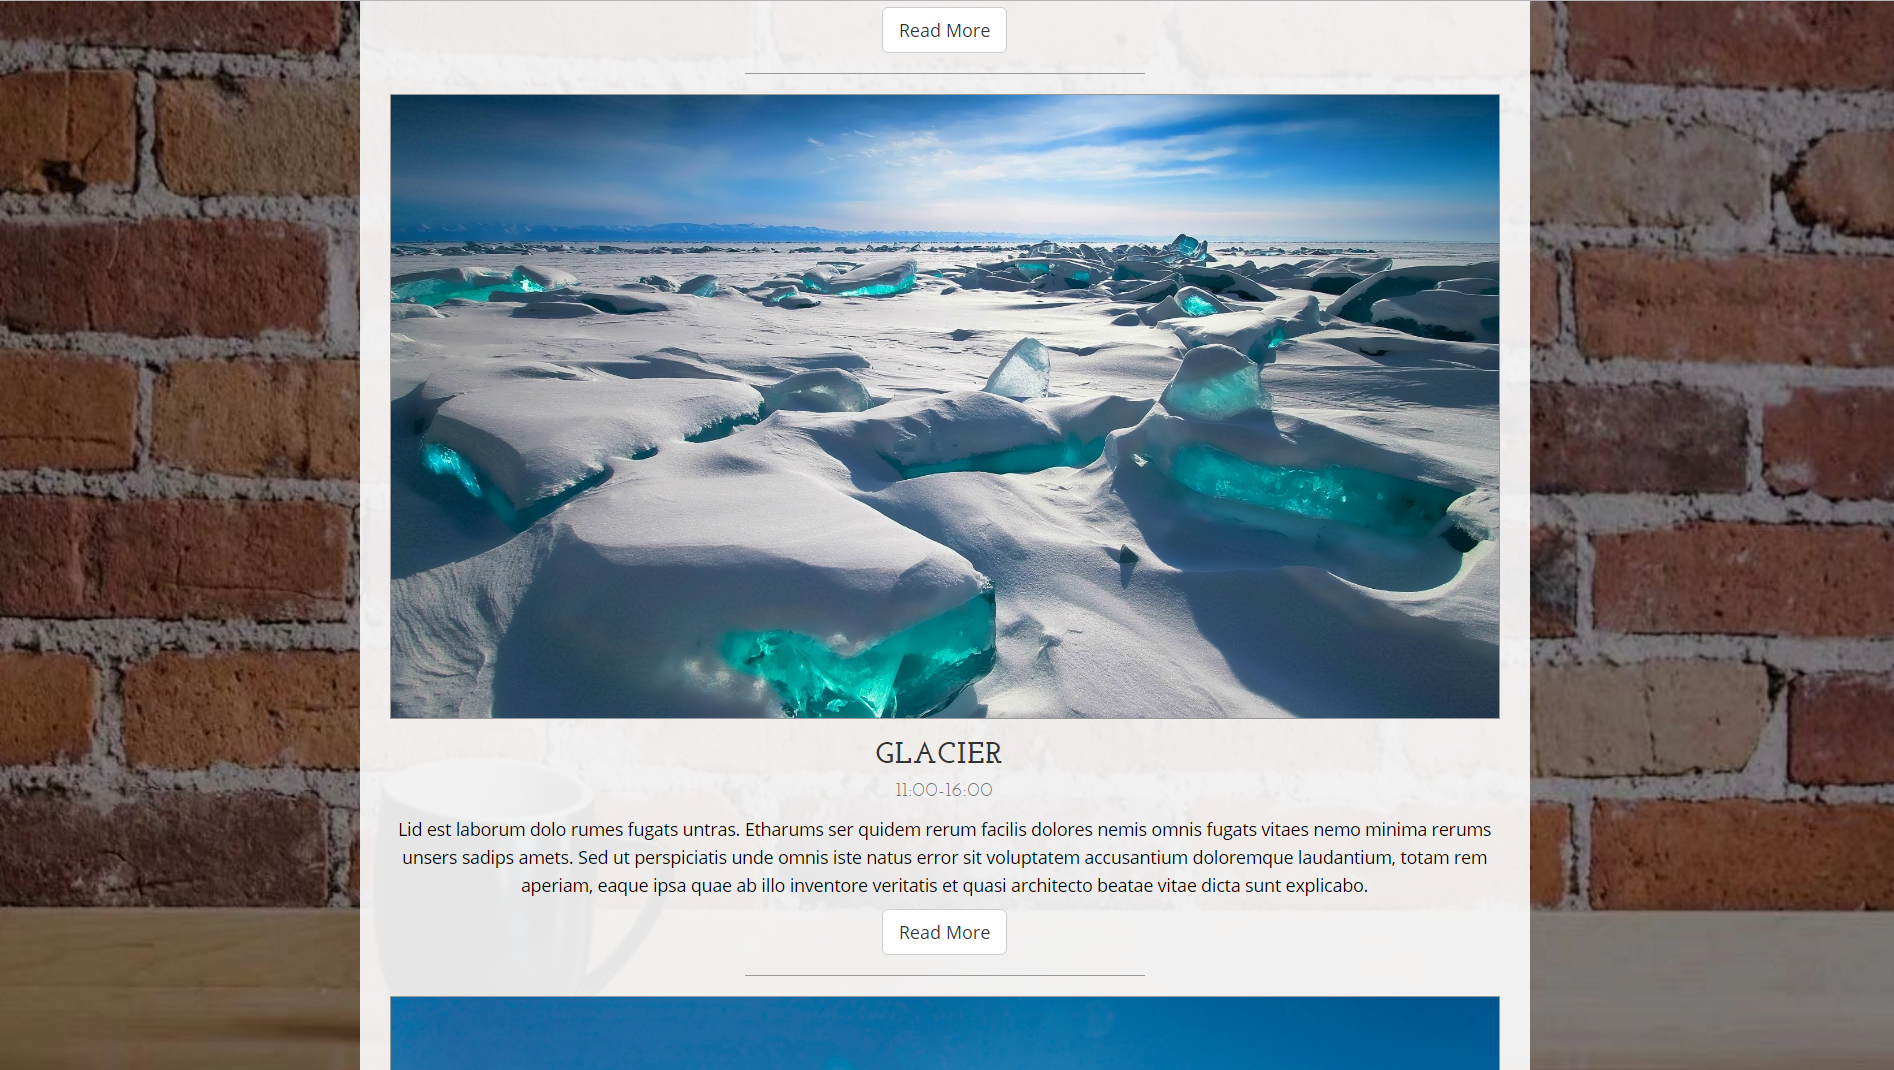 Read More
GLACIER
11:00-16:00
Lid est laborum dolo rumes fugats untras. Etharums ser quidem rerum facilis dolores nemis omnis fugats vitaes nemo minima rerums
unsers sadips amets. Sed ut perspiciatis unde omnis iste natus error sit voluptatem accusantium doloremque laudantium, totam rem
aperiam, eaque ipsa quae ab illo inventore veritatis et quasi architecto beatae vitae dicta sunt explicabo.
Read More